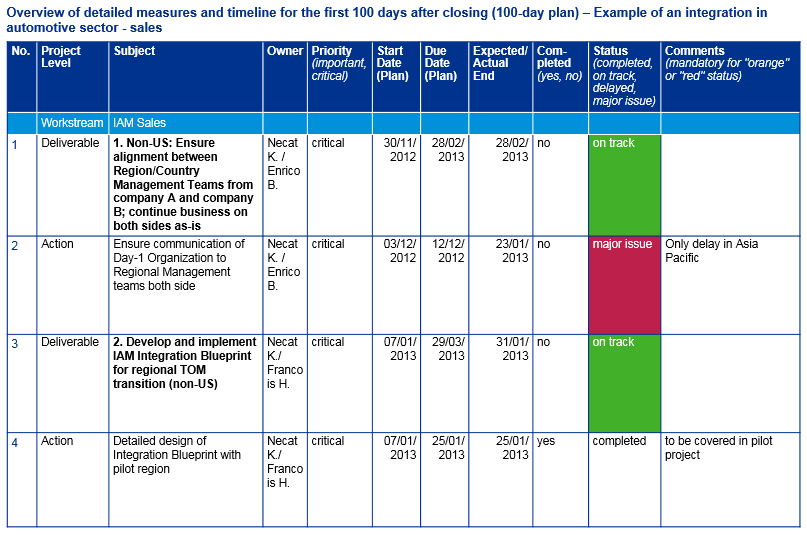 Overview of detailed measures and timeline for the first 100 days after closing (100-day plan) – Example of an integration in
automotive sector - sales
No. Project Level Subject Owner Priority (important, critical) Start Date (Plan) Due Date (Plan) Expected/ Actual End Com-pleted (yes, no) Status (completed, on track, delayed, major issue) Comments (mandatory for "orange" or "red" status)
Workstream IAM Sales
1 Deliverable 1. Non-US: Ensure alignment between Region/Country Management Teams from company A and company B; continue business on both sides as-is Necat K. / Enrico B. critical 30/11/2012 28/02/2013 28/02/2013 no on track
2 Action Ensure communication of Day-1 Organization to Regional Management teams both side Necat K. / Enrico B. critical 03/12/2012 12/12/2012 23/01/2013 no major issue Only delay in Asia Pacific
3 Deliverable 2. Develop and implement IAM Integration Blueprint for regional TOM transition (non-US) Necat K./ Francois H. critical 07/01/2013 29/03/2013 31/01/2013 no on track
4 Action Detailed design of Integration Blueprint with pilot region Necat K./ Francois H. critical 07/01/2013 25/01/2013 25/01/2013 yes completed to be covered in pilot project